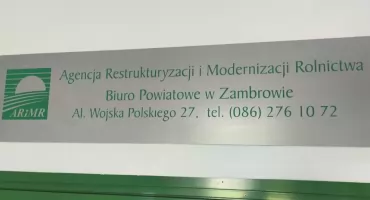 Agencja Restrukturyzacji i Modernizacji Rolnictwa
Biuro Powiatowe w Zambrowie
Al. Wojska Polskiego 27, tel. (086) 276 10 72
ARiMR